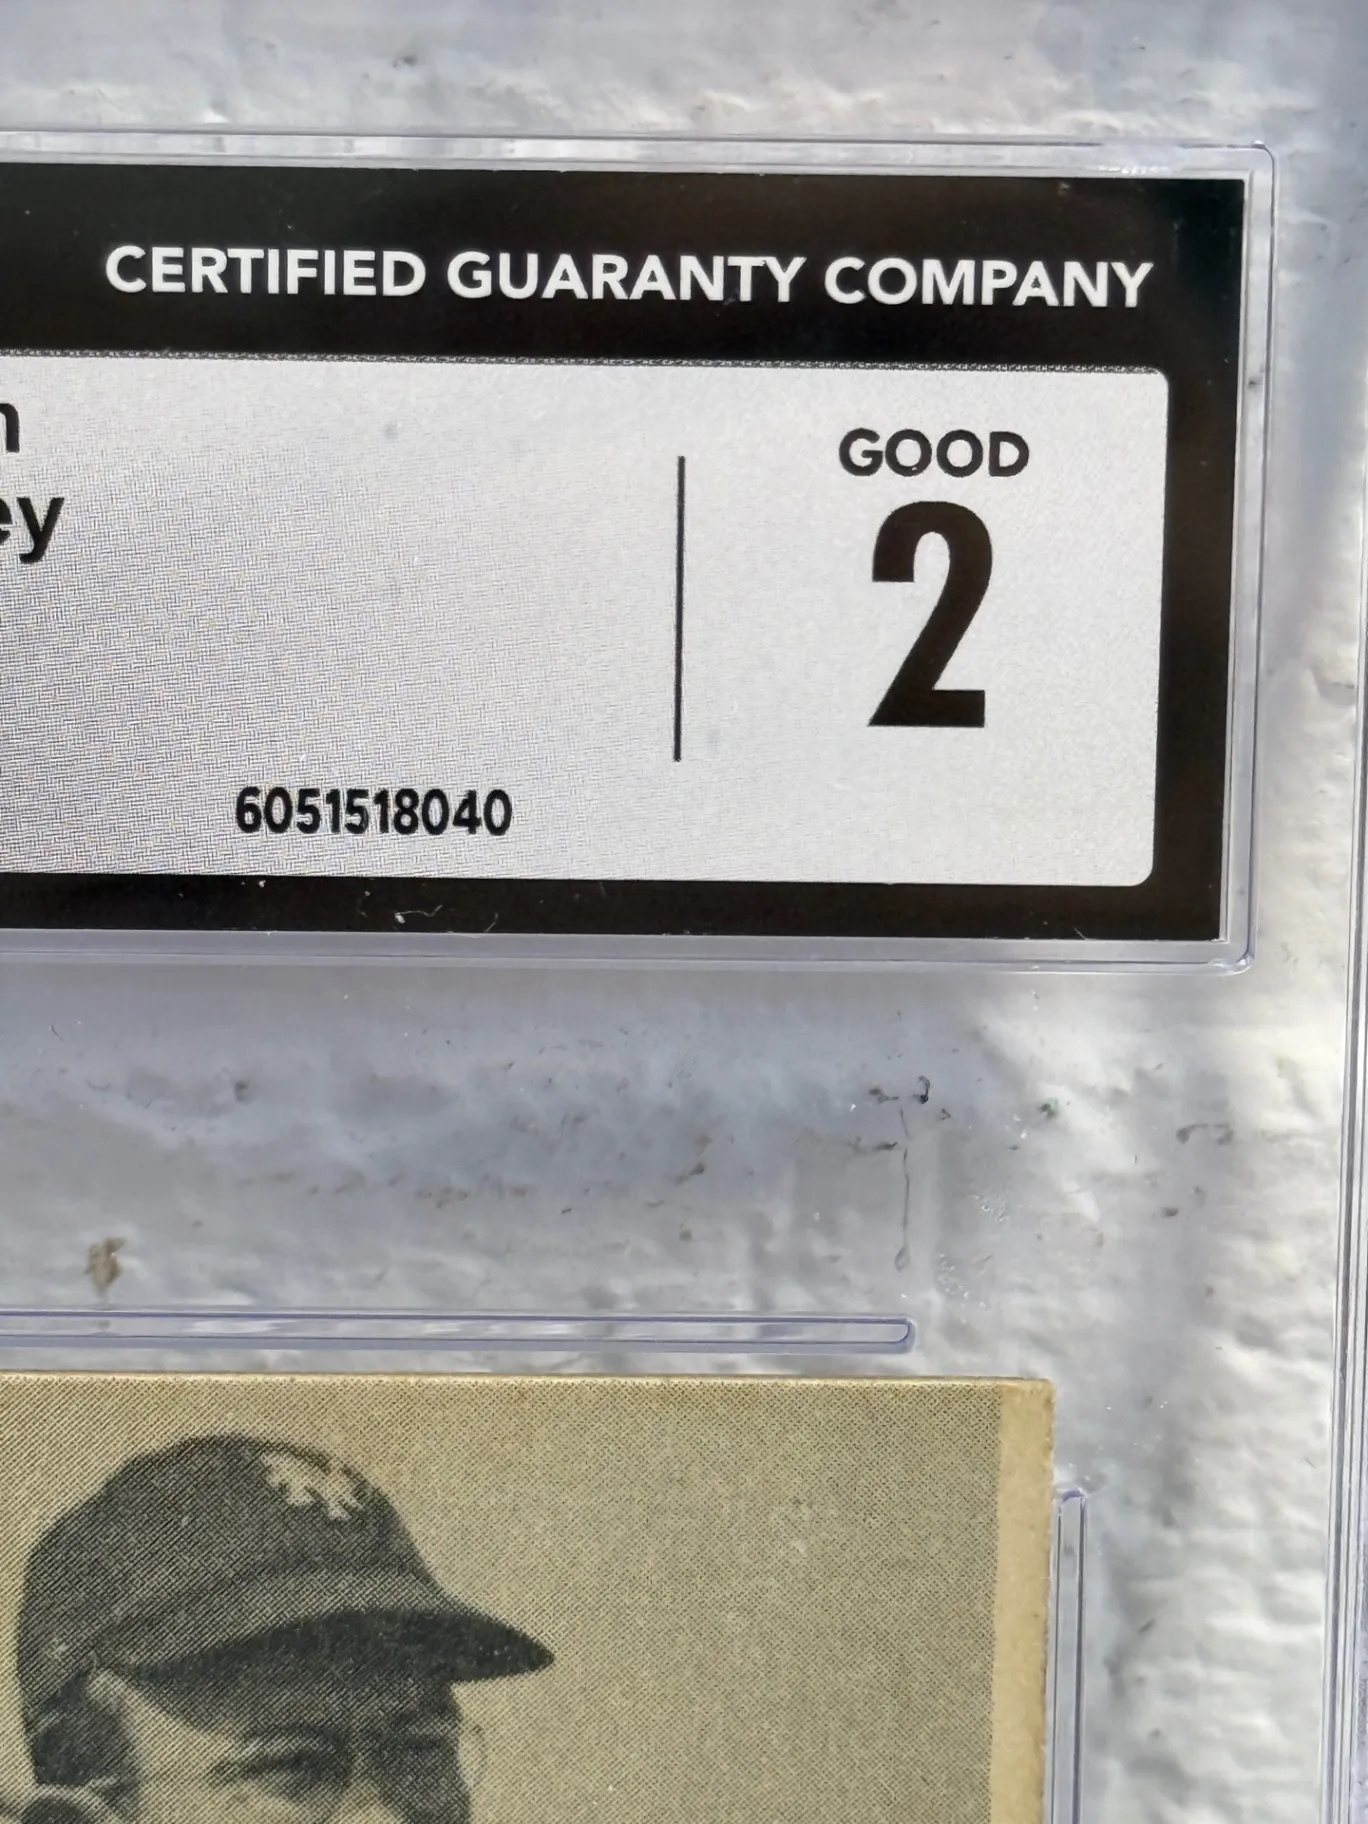 CERTIFIED GUARANTY COMPANY
n
ey
GOOD
2
6051518040